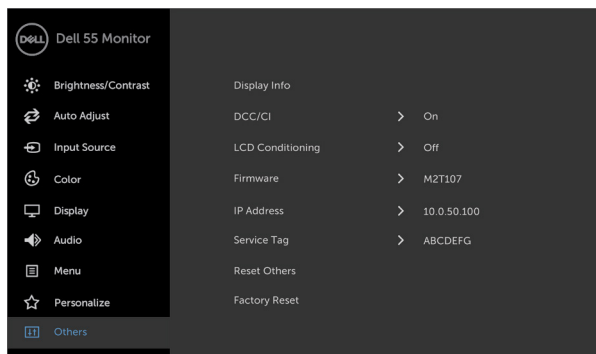 DELL Dell 55 Monitor
Brightness/Contrast
Auto Adjust
Input Source
Color
Display
Audio
Menu
Personalize
Others
Display Info
DCC/CI > On
LCD Conditioning > Off
Firmware > M2T107
IP Address > 10.0.50.100
Service Tag > ABCDEFG
Reset Others
Factory Reset